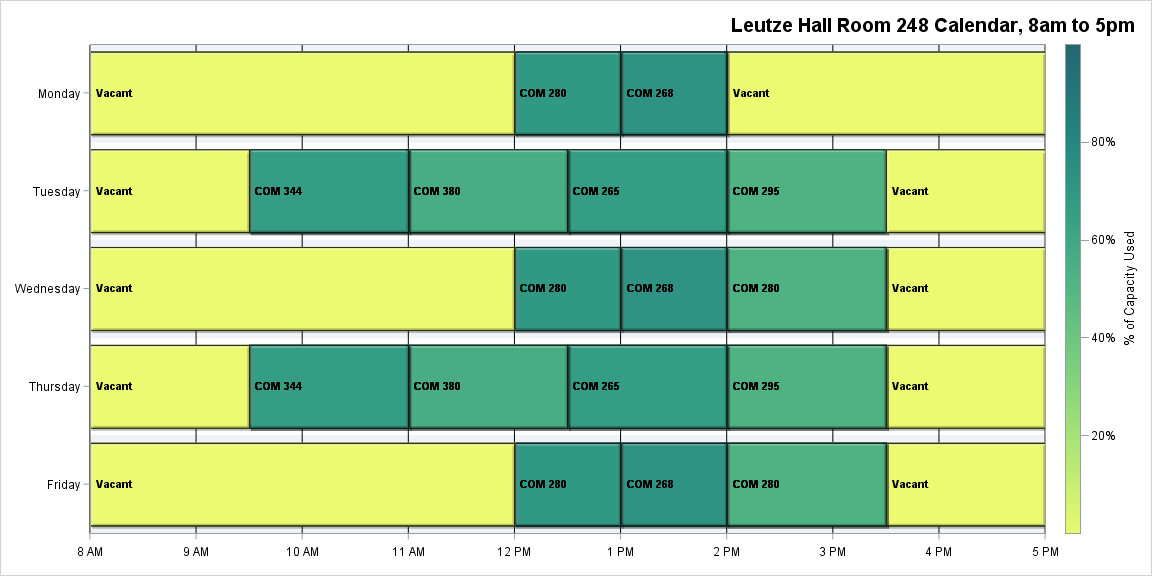 Leutze Hall Room 248 Calendar, 8am to 5pm
Monday Vacant COM 280 COM 268 Vacant
80%
Tuesday Vacant COM 344 COM 380 COM 265 COM 295 Vacant
60%
Wednesday Vacant COM 280 COM 268 COM 280 Vacant
% of Capacity Used
40%
Thursday Vacant COM 344 COM 380 COM 265 COM 295 Vacant
20%
Friday Vacant COM 280 COM 268 COM 280 Vacant
8 AM 9 AM 10 AM 11 AM 12 PM 1 PM 2 PM 3 PM 4 PM 5 PM